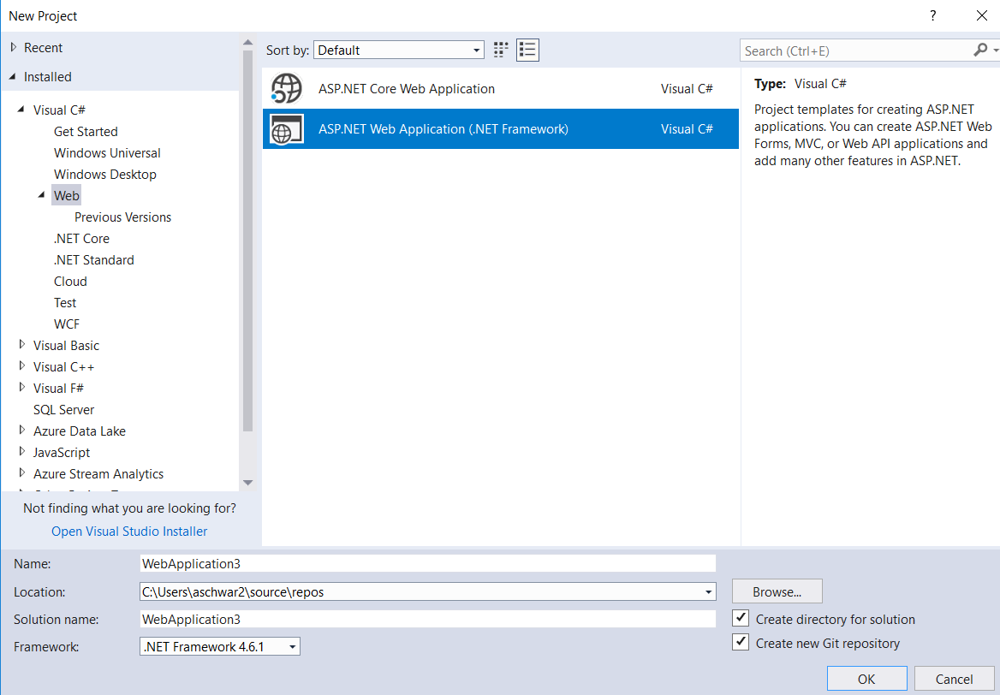 New Project
?
Recent
Installed
Visual C#
Get Started
Windows Universal
Windows Desktop
Web
Previous Versions
.NET Core
.NET Standard
Cloud
Test
WCF
Visual Basic
Visual C++
Visual F#
SQL Server
Azure Data Lake
JavaScript
Azure Stream Analytics
Not finding what you are looking for?
Open Visual Studio Installer
Sort by: Default
ASP.NET Core Web Application Visual C#
ASP.NET Web Application (.NET Framework) Visual C#
Search (Ctrl+E)
Type: Visual C#
Project templates for creating ASP.NET
applications. You can create ASP.NET Web
Forms, MVC, or Web API applications and
add many other features in ASP.NET.
Name: WebApplication3
Location: C:\Users\aschwar2\source\repos
Browse...
Solution name: WebApplication3
Create directory for solution
Framework: .NET Framework 4.6.1
Create new Git repository
OK
Cancel